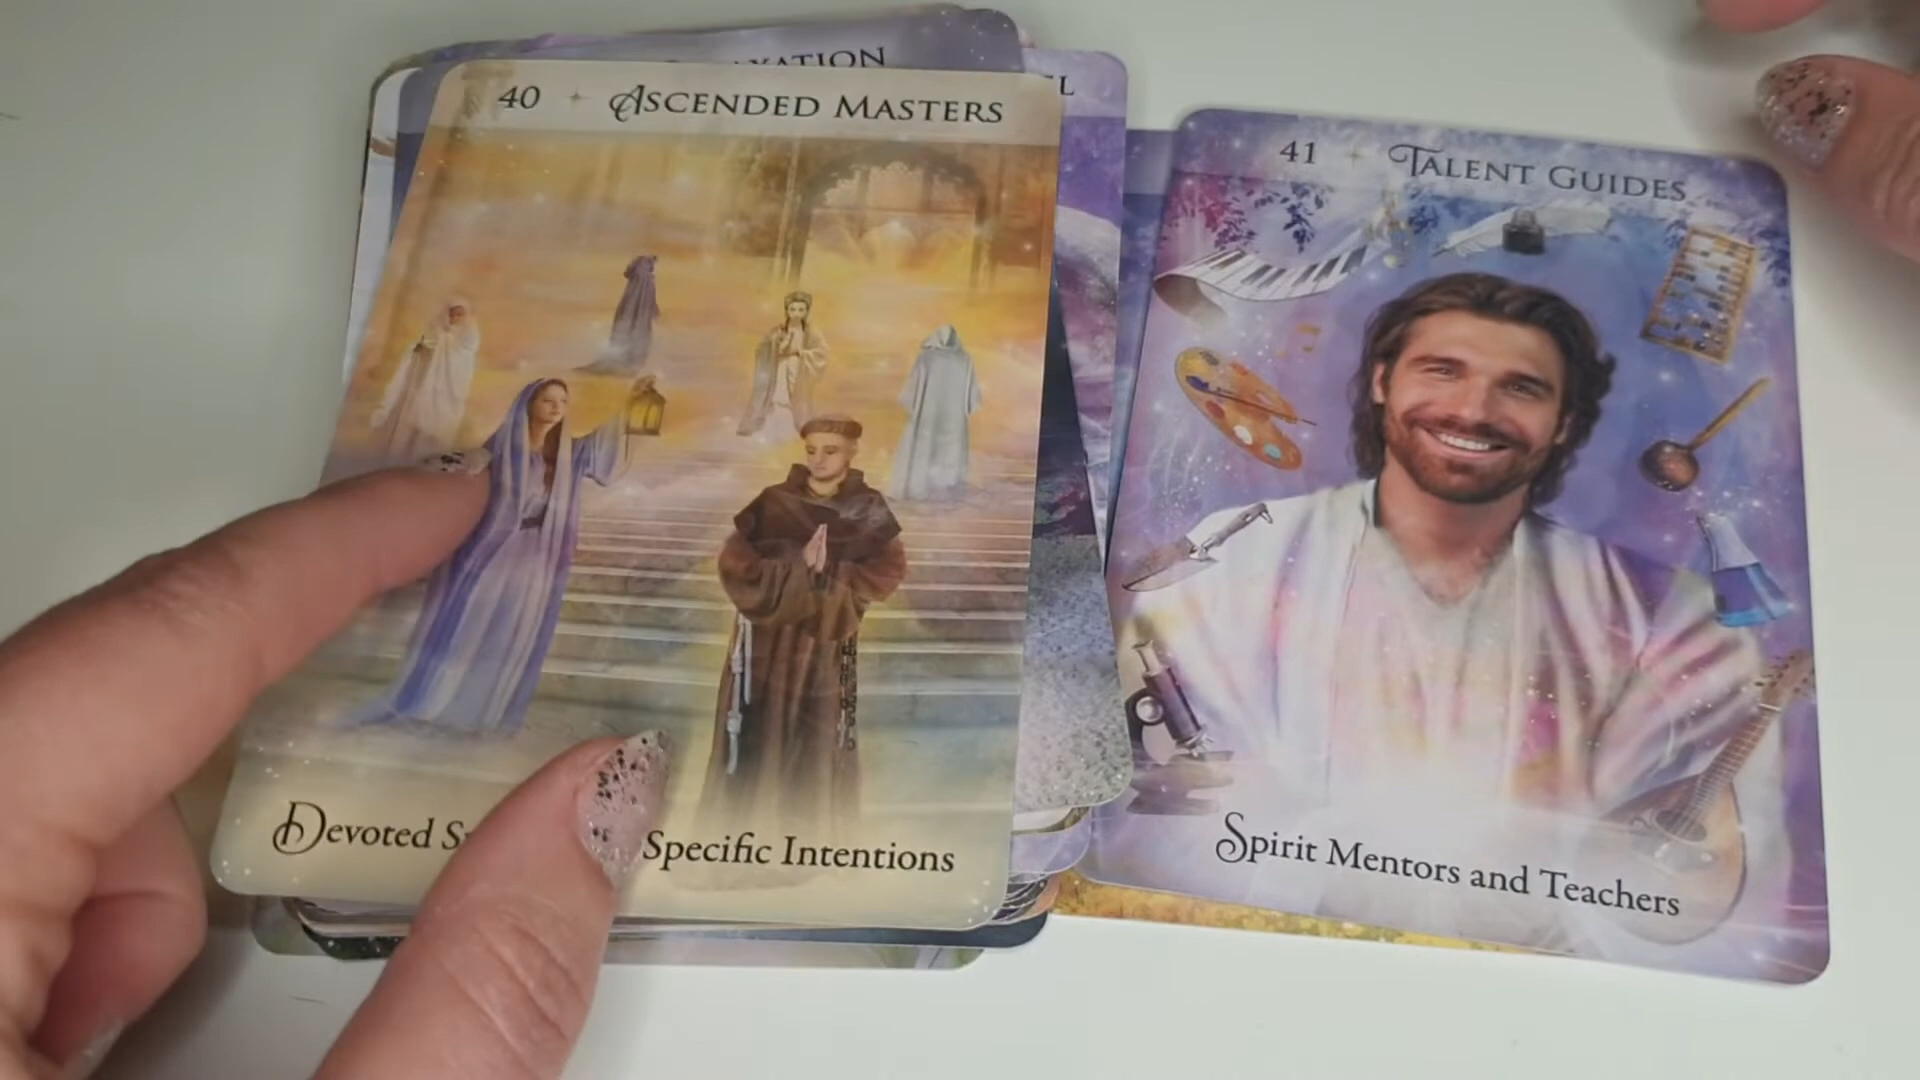 40 ASCENDED MASTERS
Devoted Specific Intentions
41 TALENT GUIDES
Spirit Mentors and Teachers